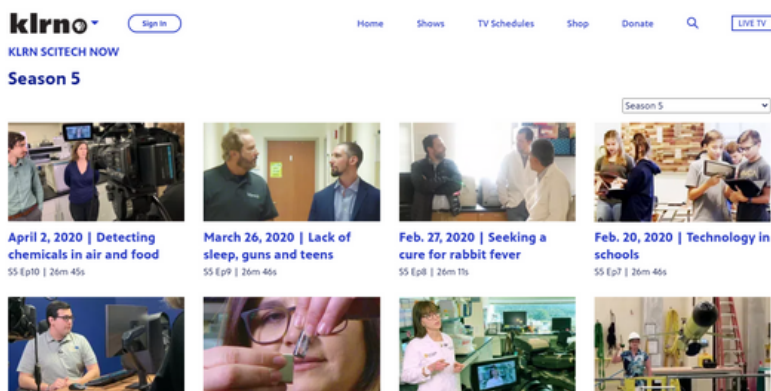 klrn
Sign In
Home
Shows
TV Schedules
Shop
Donate
LIVE TV
KLRN SCITECH NOW
Season 5
Season 5
April 2, 2020 | Detecting
chemicals in air and food
S5 Ep10 | 26m 45s
March 26, 2020 | Lack of
sleep, guns and teens
S5 Ep9 | 26m 46s
Feb. 27, 2020 | Seeking a
cure for rabbit fever
S5 Ep8 | 26m 11s
Feb. 20, 2020 | Technology in
schools
S5 Ep7 | 26m 46s